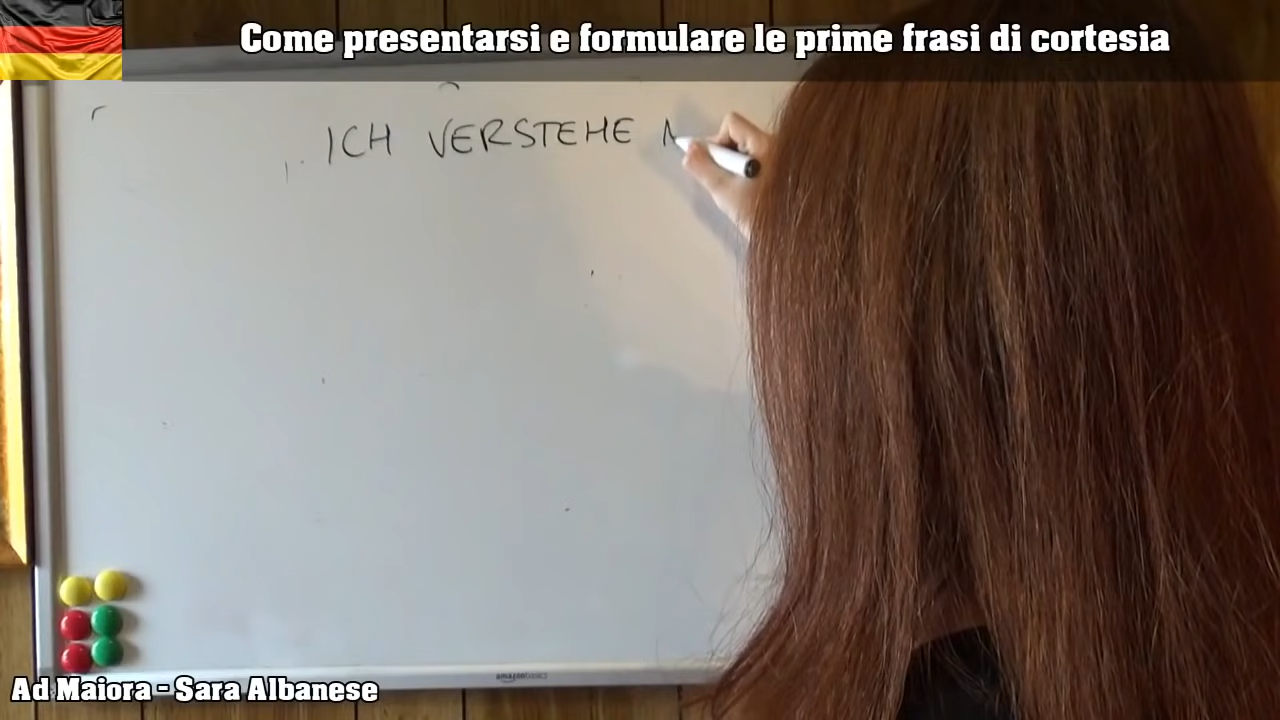 Come presentarsi e formulare le prime frasi di cortesia
ICH VERSTEHE N
Ad Maiora - Sara Albanese